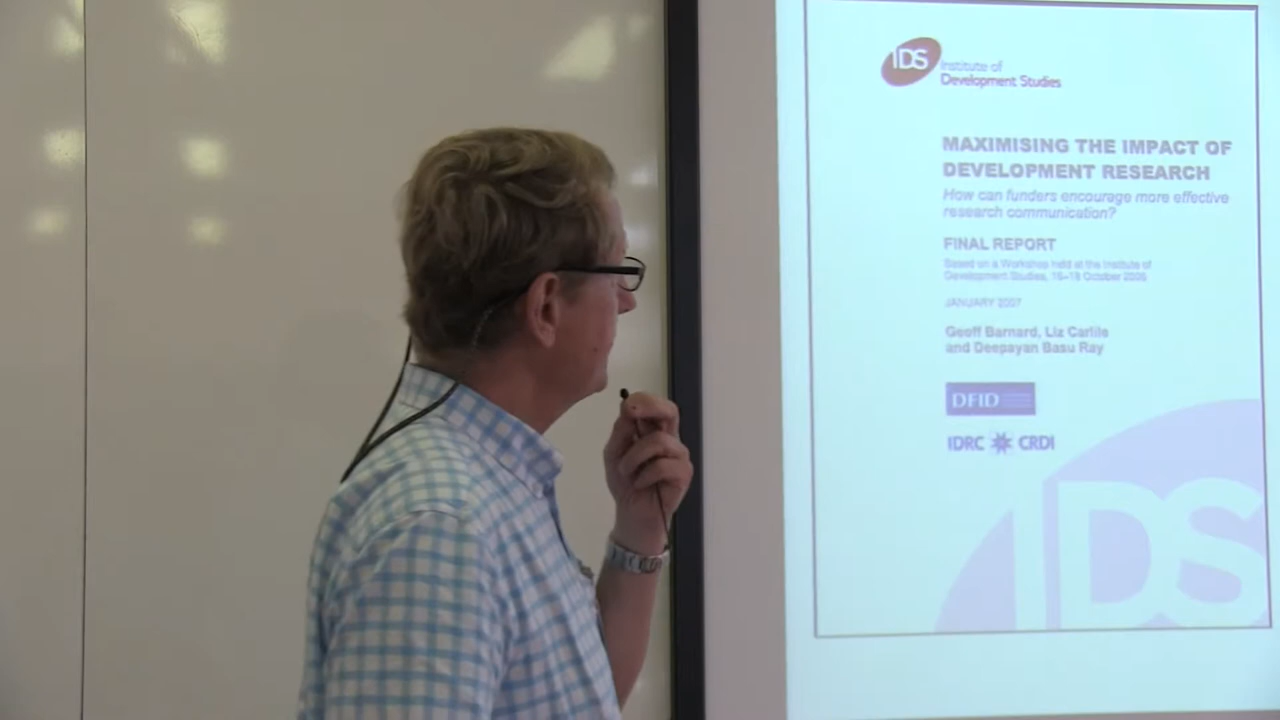 IDS Institute of
Development Studies
MAXIMISING THE IMPACT OF
DEVELOPMENT RESEARCH
How can funders encourage more effective
research communication?
FINAL REPORT
Based on a Workshop held at the Institute of
Development Studies, 16–18 October 2006
JANUARY 2007
Geoff Barnard, Liz Carlile
and Deepayan Basu Ray
DFID
IDRC CRDI
IDS